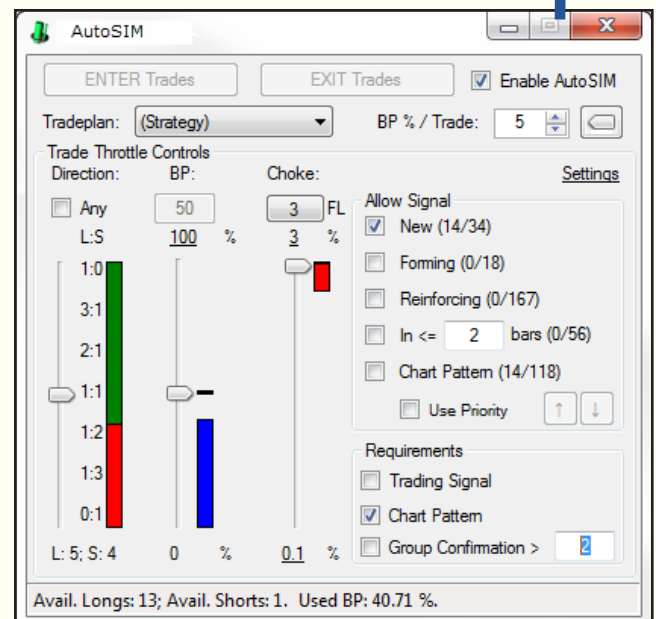 AutoSIM
ENTER Trades EXIT Trades Enable AutoSIM
Tradeplan: (Strategy) BP % / Trade: 5
Trade Throttle Controls
Direction: BP: Choke: Settings
Any 50 3 FL
L:S 100 % 3 %
1:0
3:1
2:1
1:1
1:2
1:3
0:1
L: 5; S: 4 0 % 0.1 %
Allow Signal
New (14/34)
Forming (0/18)
Reinforcing (0/167)
In <= 2 bars (0/56)
Chart Pattern (14/118)
Use Priority ↑ ↓
Requirements
Trading Signal
Chart Pattern
Group Confirmation > 2
Avail. Longs: 13; Avail. Shorts: 1. Used BP: 40.71 %.